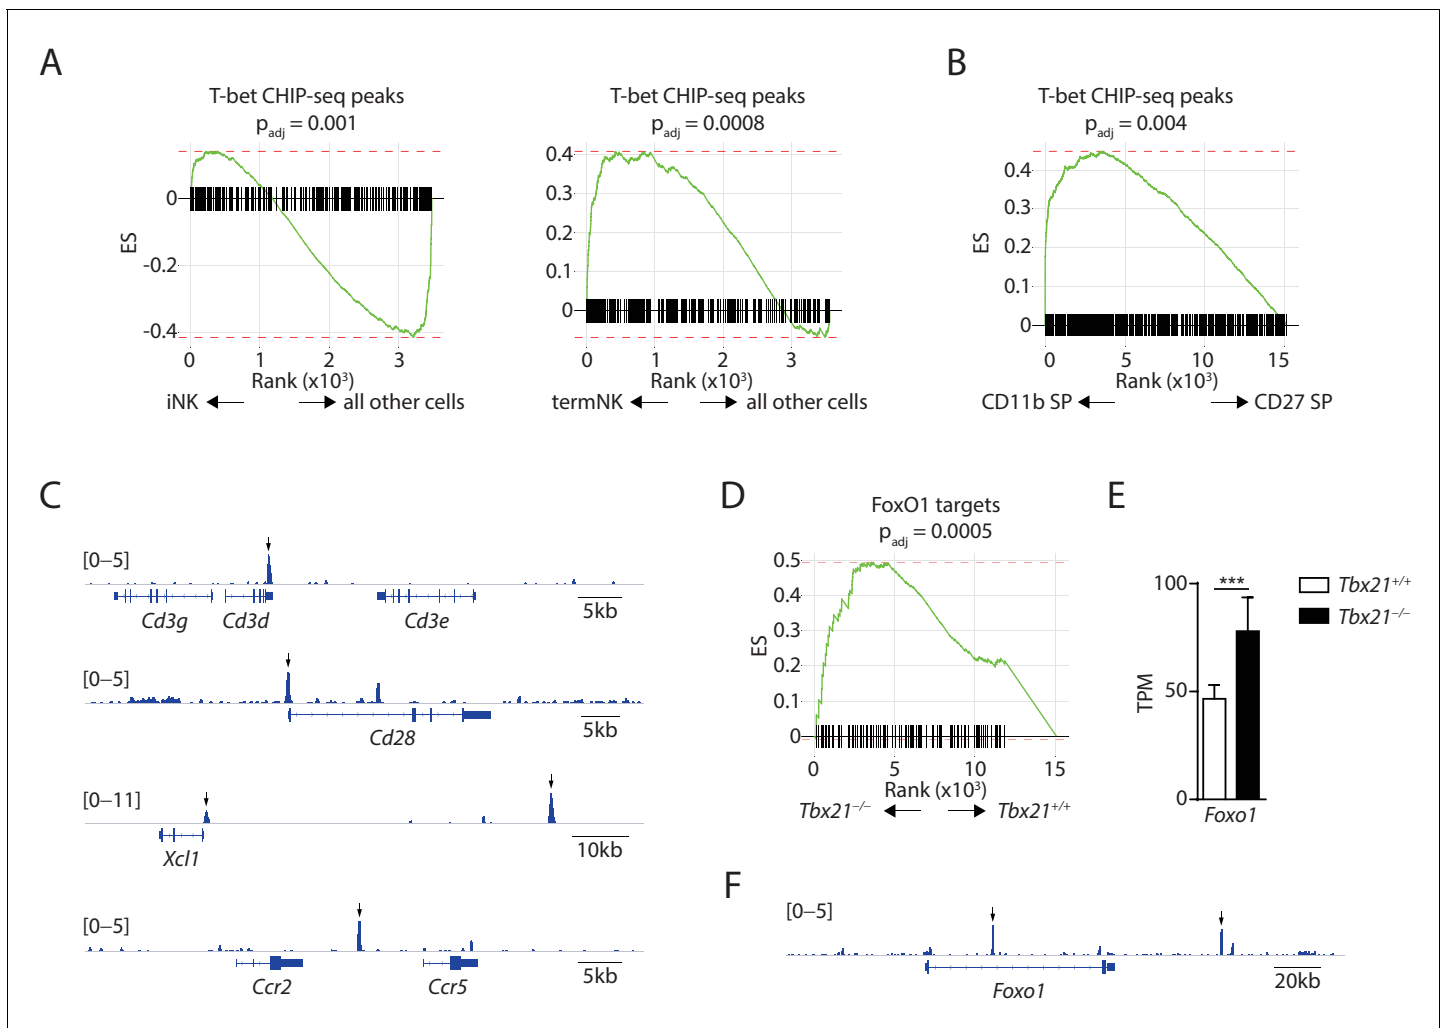 A
T-bet CHIP-seq peaks
p_adj = 0.001
0
-0.2
-0.4
ES
0 1 2 3
Rank (x10³)
iNK all other cells
T-bet CHIP-seq peaks
p_adj = 0.0008
0.4
0.3
0.2
0.1
0
0 1 2 3
Rank (x10³)
termNK all other cells
B
T-bet CHIP-seq peaks
p_adj = 0.004
0.4
0.3
0.2
0.1
0
ES
0 5 10 15
Rank (x10³)
CD11b SP CD27 SP
C
[0–5]
Cd3g Cd3d Cd3e
5kb
[0–5]
Cd28
5kb
[0–11]
Xcl1
10kb
[0–5]
Ccr2 Ccr5
5kb
D
FoxO1 targets
p_adj = 0.0005
0.5
0.4
0.3
0.2
0.1
0
ES
0 5 10 15
Rank (x10³)
Tbx21⁻/⁻ Tbx21⁺/⁺
E
100
50
0
TPM
***
Foxo1
Tbx21⁺/⁺
Tbx21⁻/⁻
F
[0–5]
Foxo1
20kb